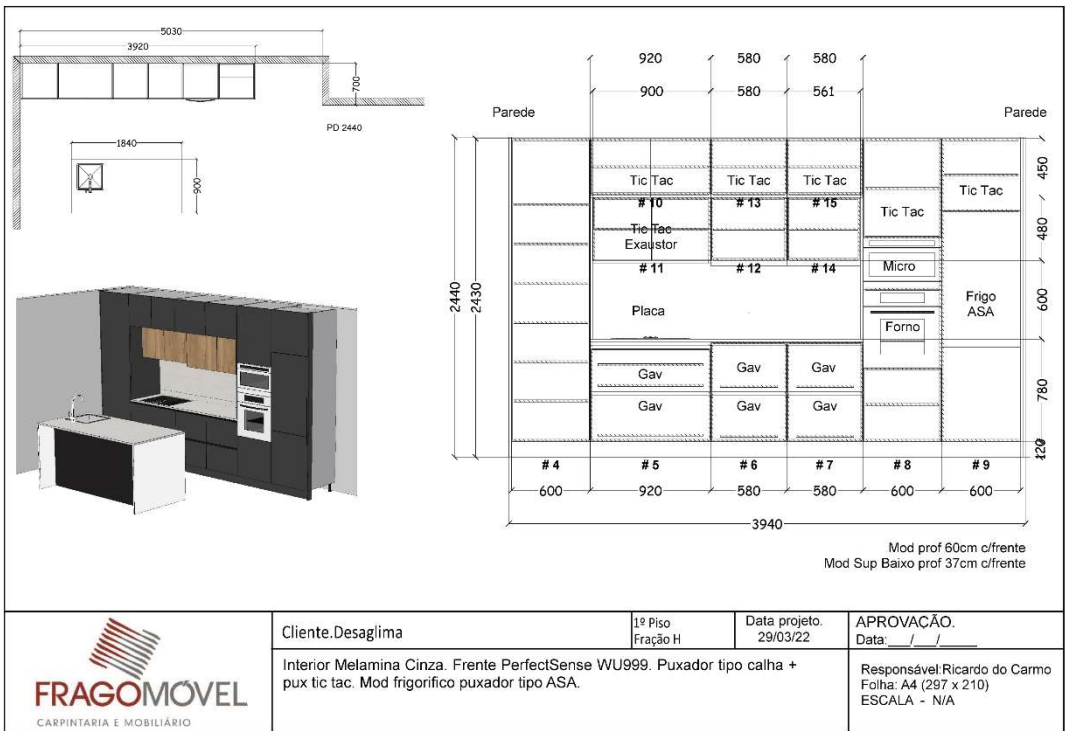 5030
3920
700
PD 2440
1840
900
920 580 580
900 580 561
Parede Parede
Tic Tac Tic Tac Tic Tac
# 10 # 13 # 15
Tic Tac
Exaustor
# 11 # 12 # 14
Tic Tac
Tic Tac
Micro
Placa
Forno
Frigo
ASA
Gav Gav Gav
Gav Gav Gav
2440
2430
450
480
600
780
120
# 4 # 5 # 6 # 7 # 8 # 9
600 920 580 580 600 600
3940
Mod prof 60cm c/frente
Mod Sup Baixo prof 37cm c/frente
FRAGOMÓVEL
CARPINTARIA E MOBILIÁRIO
Cliente.Desaglima
1º Piso
Fração H
Data projeto.
29/03/22
APROVAÇÃO.
Data:___/___/____
Interior Melamina Cinza. Frente PerfectSense WU999. Puxador tipo calha +
pux tic tac. Mod frigorifico puxador tipo ASA.
Responsável:Ricardo do Carmo
Folha: A4 (297 x 210)
ESCALA - N/A